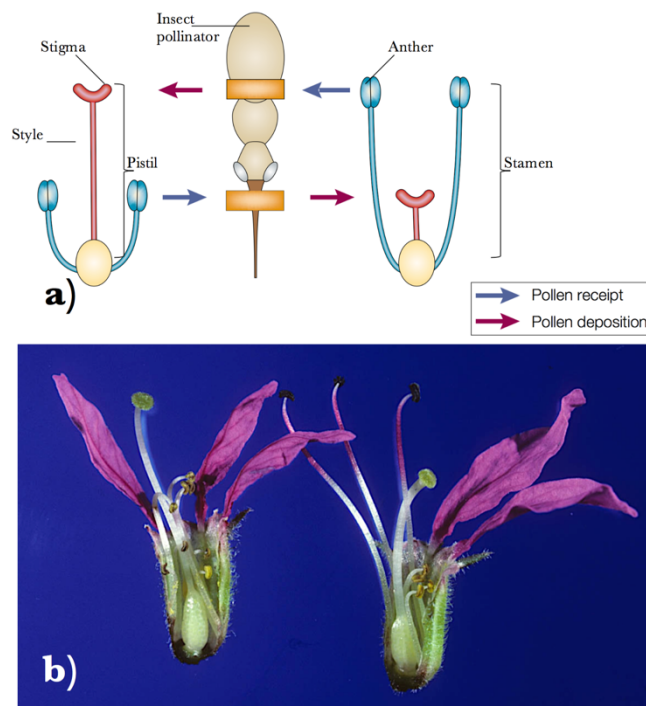 Insect
pollinator
Stigma
Anther
Style
Pistil
Stamen
a)
Pollen receipt
Pollen deposition
b)